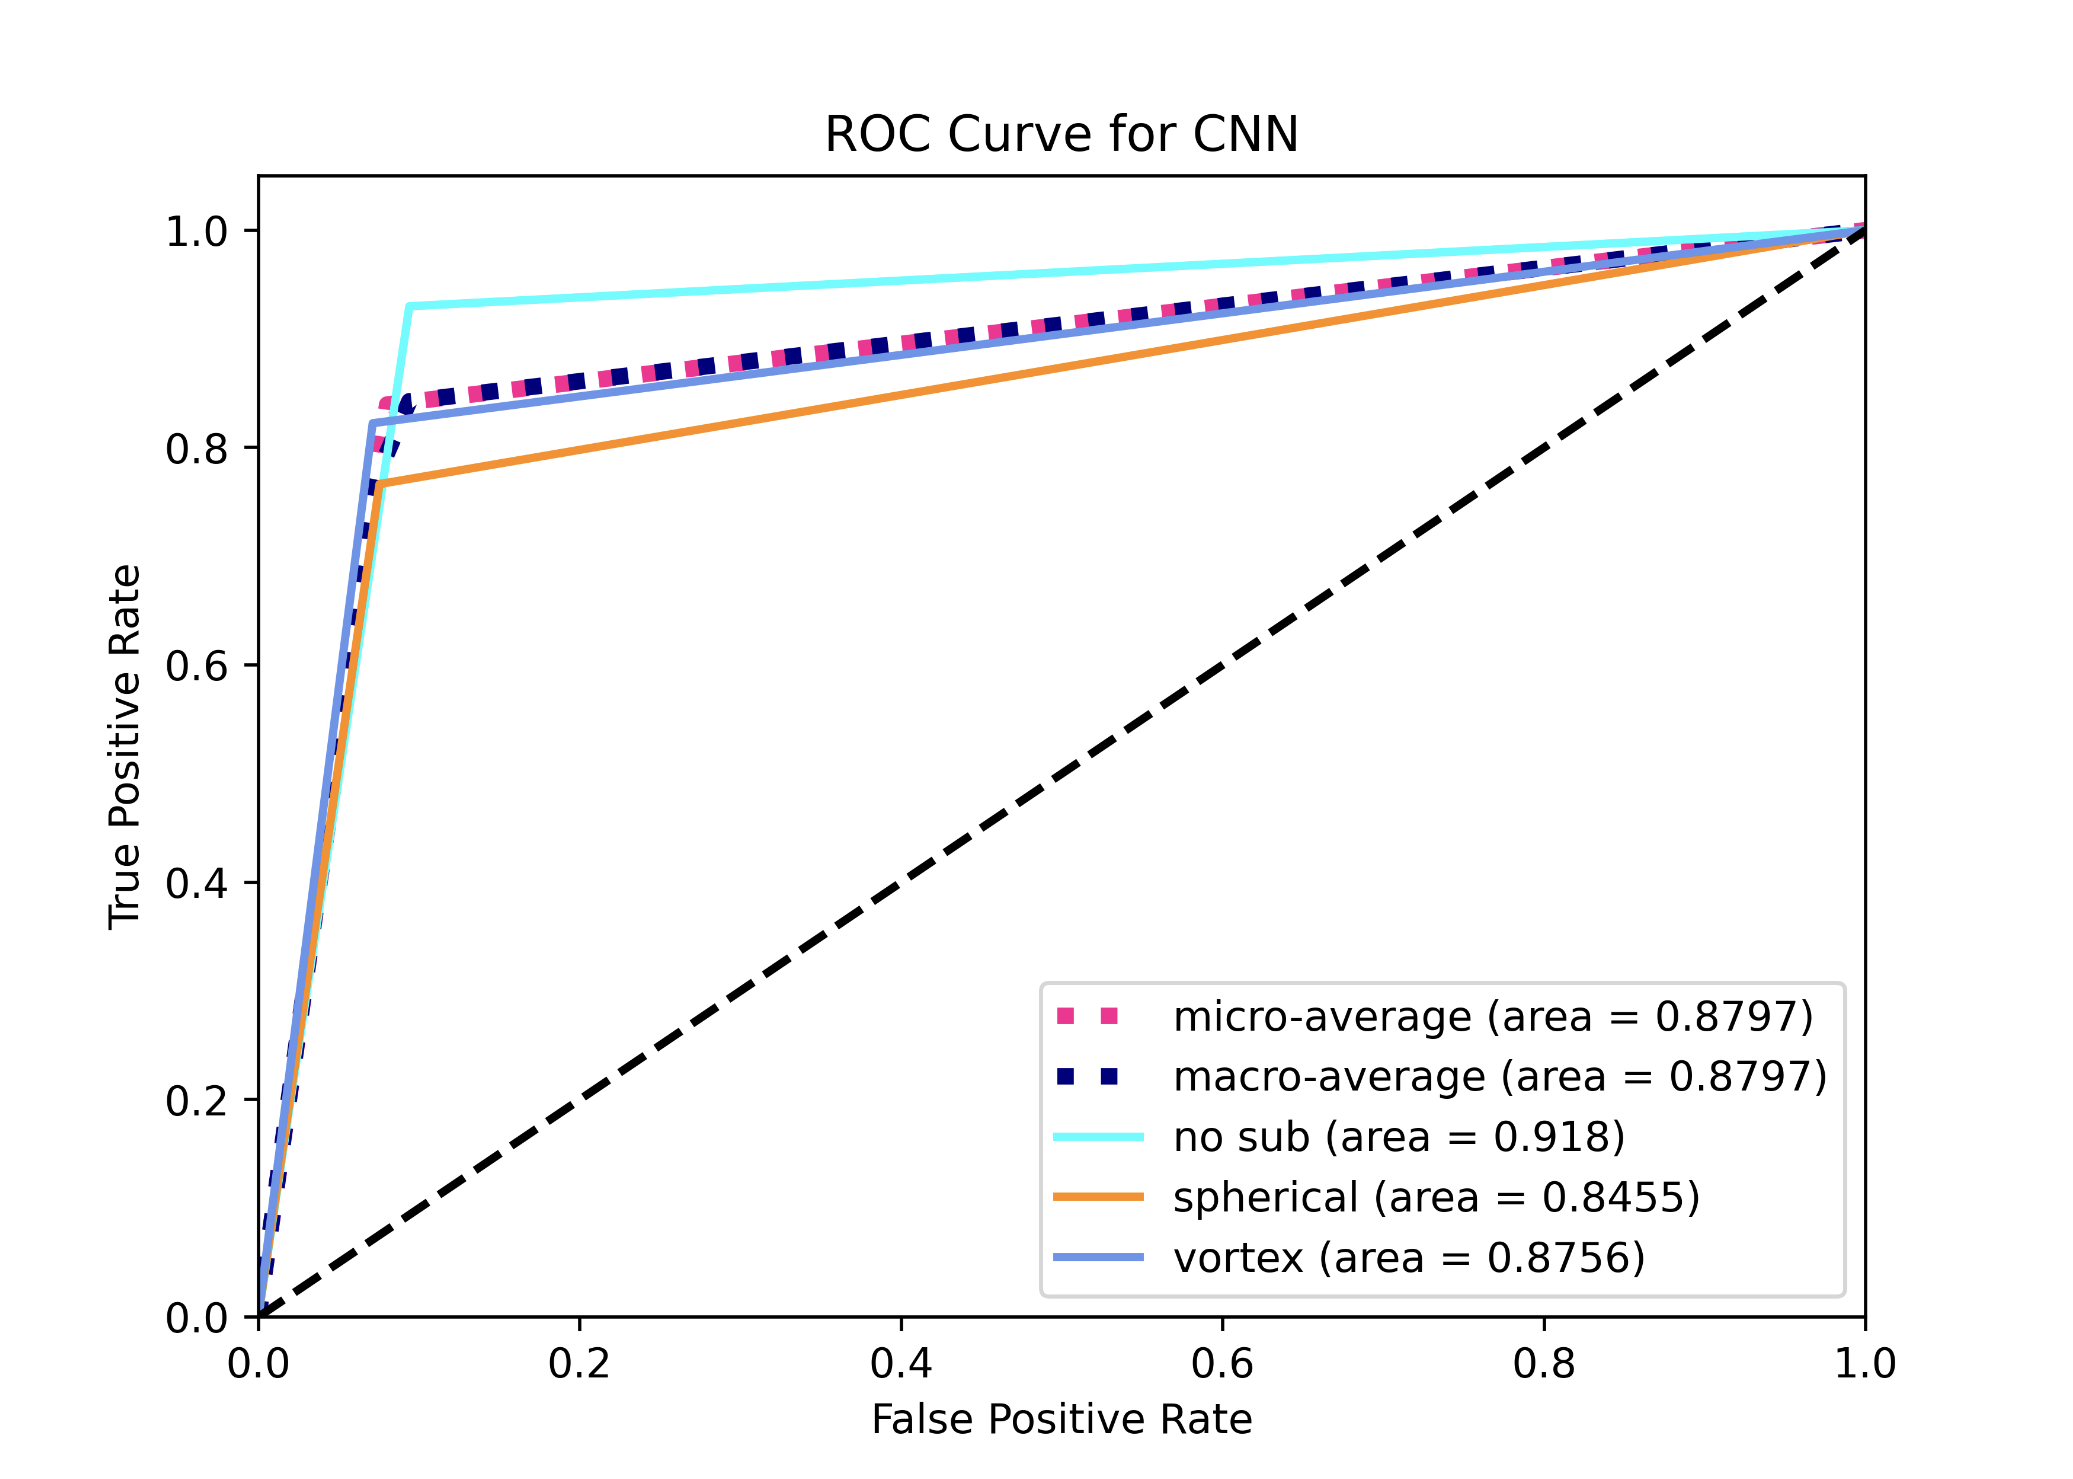 ROC Curve for CNN
True Positive Rate
1.0
0.8
0.6
0.4
0.2
0.0
micro-average (area = 0.8797)
macro-average (area = 0.8797)
no sub (area = 0.918)
spherical (area = 0.8455)
vortex (area = 0.8756)
0.0 0.2 0.4 0.6 0.8 1.0
False Positive Rate